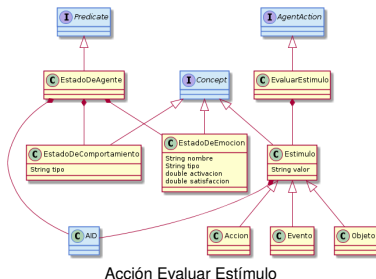 I Predicate
I AgentAction
C EstadoDeAgente
I Concept
C EvaluarEstimulo
C EstadoDeComportamiento
String tipo
C EstadoDeEmocion
String nombre
String tipo
double activacion
double satisfaccion
C Estimulo
String valor
C AID
C Accion
C Evento
C Objeto
Acción Evaluar Estímulo